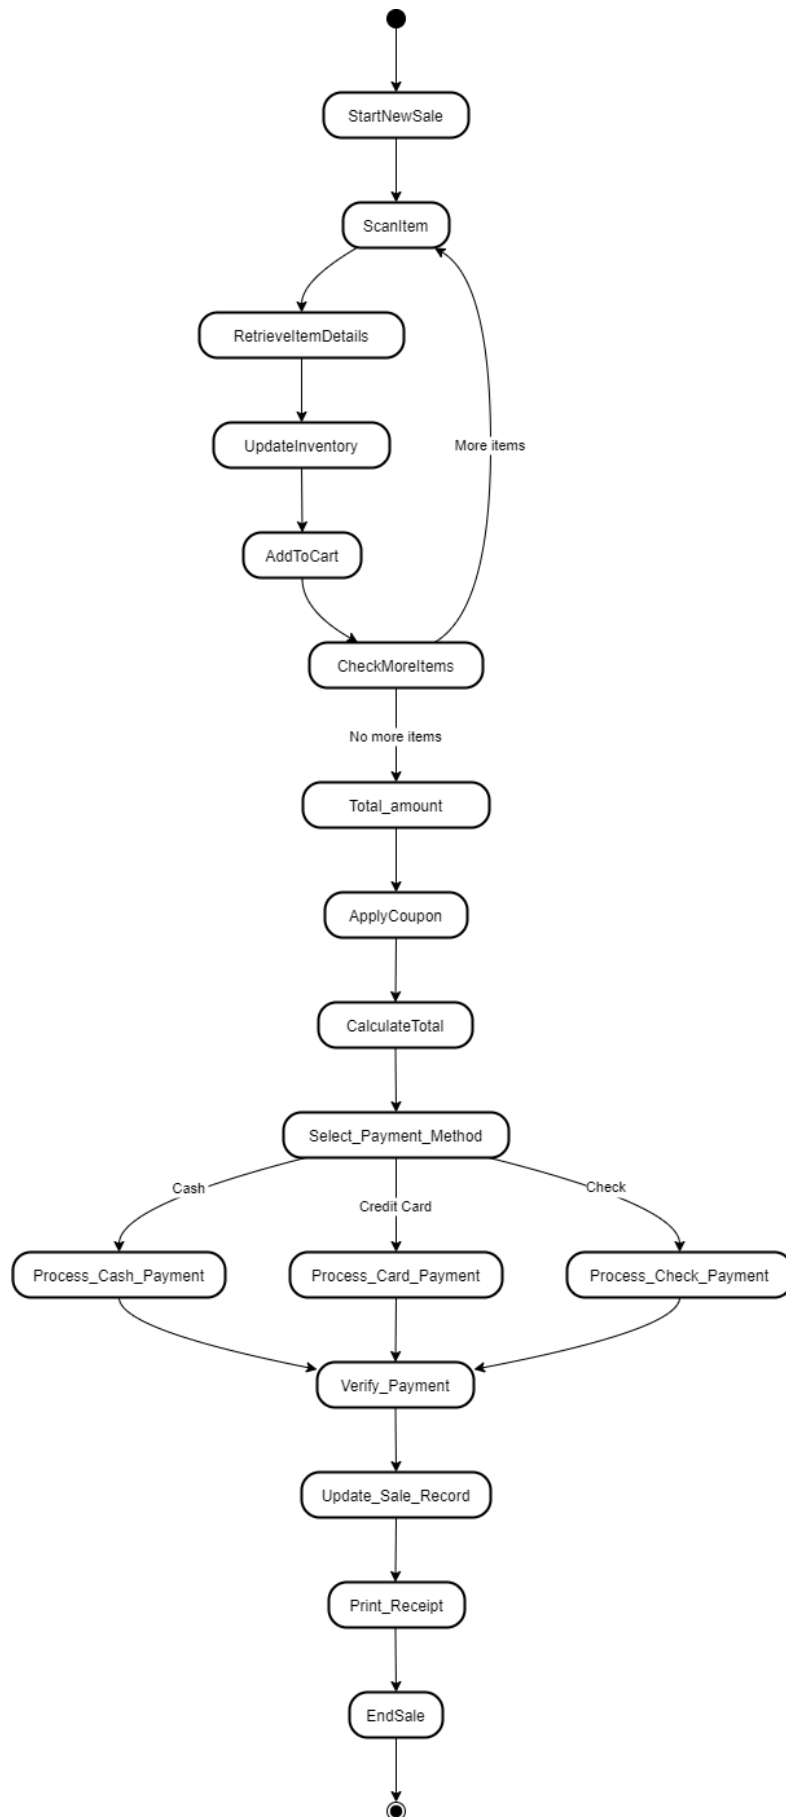 StartNewSale
ScanItem
RetrieveItemDetails
UpdateInventory
More items
AddToCart
CheckMoreItems
No more items
Total_amount
ApplyCoupon
CalculateTotal
Select_Payment_Method
Cash
Credit Card
Check
Process_Cash_Payment
Process_Card_Payment
Process_Check_Payment
Verify_Payment
Update_Sale_Record
Print_Receipt
EndSale